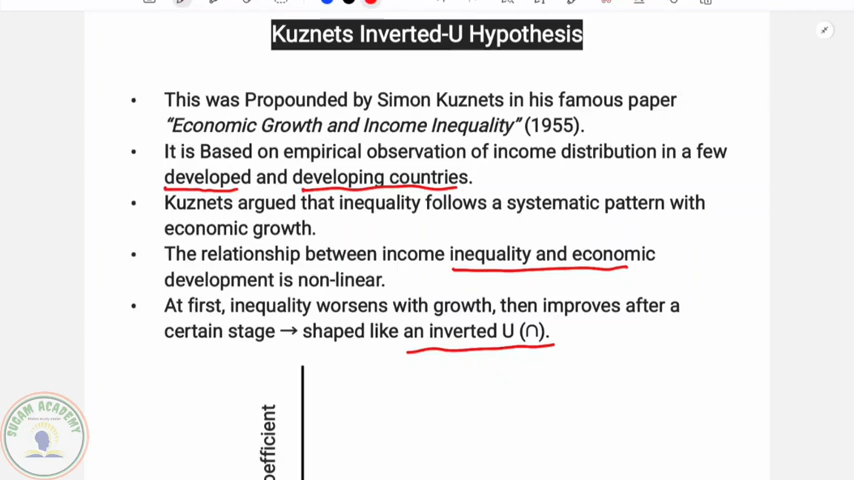 Kuznets Inverted-U Hypothesis
• This was Propounded by Simon Kuznets in his famous paper
"Economic Growth and Income Inequality" (1955).
• It is Based on empirical observation of income distribution in a few
developed and developing countries.
• Kuznets argued that inequality follows a systematic pattern with
economic growth.
• The relationship between income inequality and economic
development is non-linear.
• At first, inequality worsens with growth, then improves after a
certain stage → shaped like an inverted U (∩).
oefficient
SUGAM ACADEMY